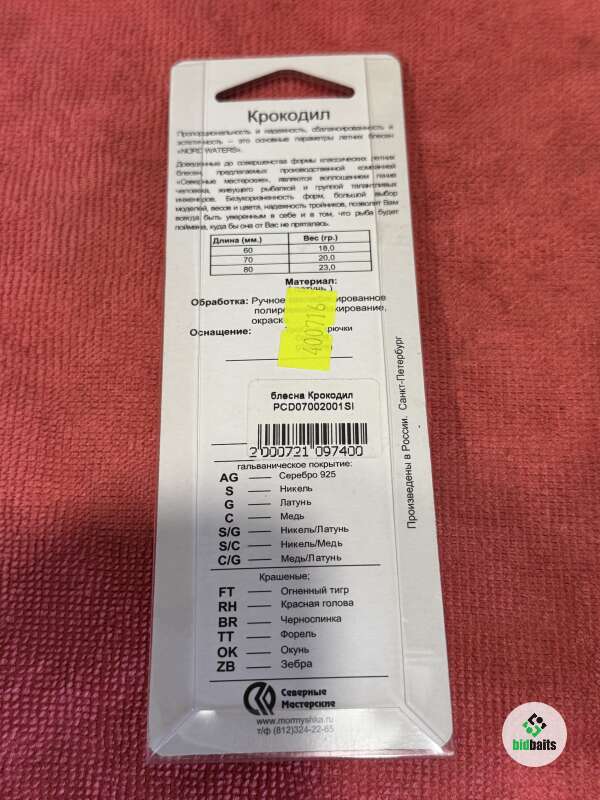 Крокодил
Пропорциональность и надежность, сбалансированность и
эстетичность – это основные параметры летних блесен
«NORD WATERS».
Доведенные до совершенства формы классических летних
блесен, предлагаемых производственной компанией
«Северные мастерские», являются воплощением гения
человека, живущего рыбалкой и группой талантливых
инженеров. Безукоризненность форм, большой выбор
моделей, весов и цвета, надежность тройников, позволят Вам
всегда быть уверенным в себе и в том, что рыба будет
поймана, куда бы она от Вас не пряталась.
Длина (мм.) Вес (гр.)
60 18,0
70 20,0
80 23,0
Материал:
( латунь )
Обработка: Ручное
окраск
Оснащение:
4000716
блесна Крокодил
PCD07002001SI
2 000721 097400
гальваническое покрытие:
AG — Серебро 925
S — Никель
G — Латунь
C — Медь
S/G — Никель/Латунь
S/C — Никель/Медь
C/G — Медь/Латунь
Крашеные:
FT — Огненный тигр
RH — Красная голова
BR — Черноспинка
TT — Форель
OK — Окунь
ZB — Зебра
Северные
Мастерские
www.mormyshka.ru
т/ф (812)324-22-65
Произведены в России. Санкт-Петербург
bidbaits